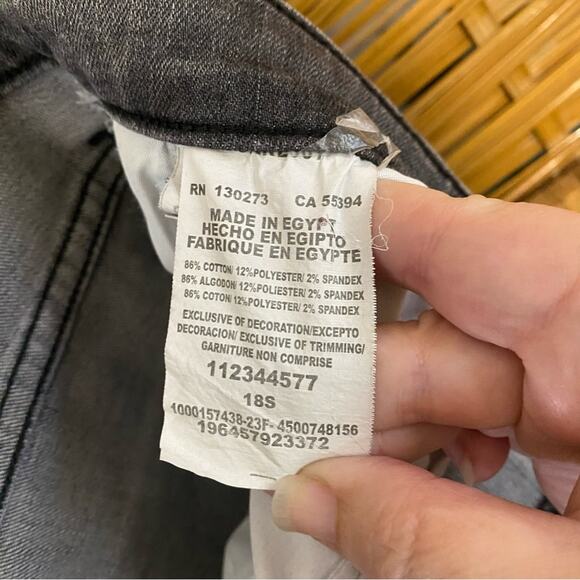 RN 130273 CA 55394
MADE IN EGYPT
HECHO EN EGIPTO
FABRIQUE EN EGYPTE
86% COTTON/ 12%POLYESTER/ 2% SPANDEX
86% ALGODON/ 12%POLIESTER/ 2% SPANDEX
86% COTON/ 12%POLYESTER/ 2% SPANDEX
EXCLUSIVE OF DECORATION/EXCEPTO
DECORACION/ EXCLUSIVE OF TRIMMING/
GARNITURE NON COMPRISE
112344577
18S
1000157438-23F- 4500748156
196457923372